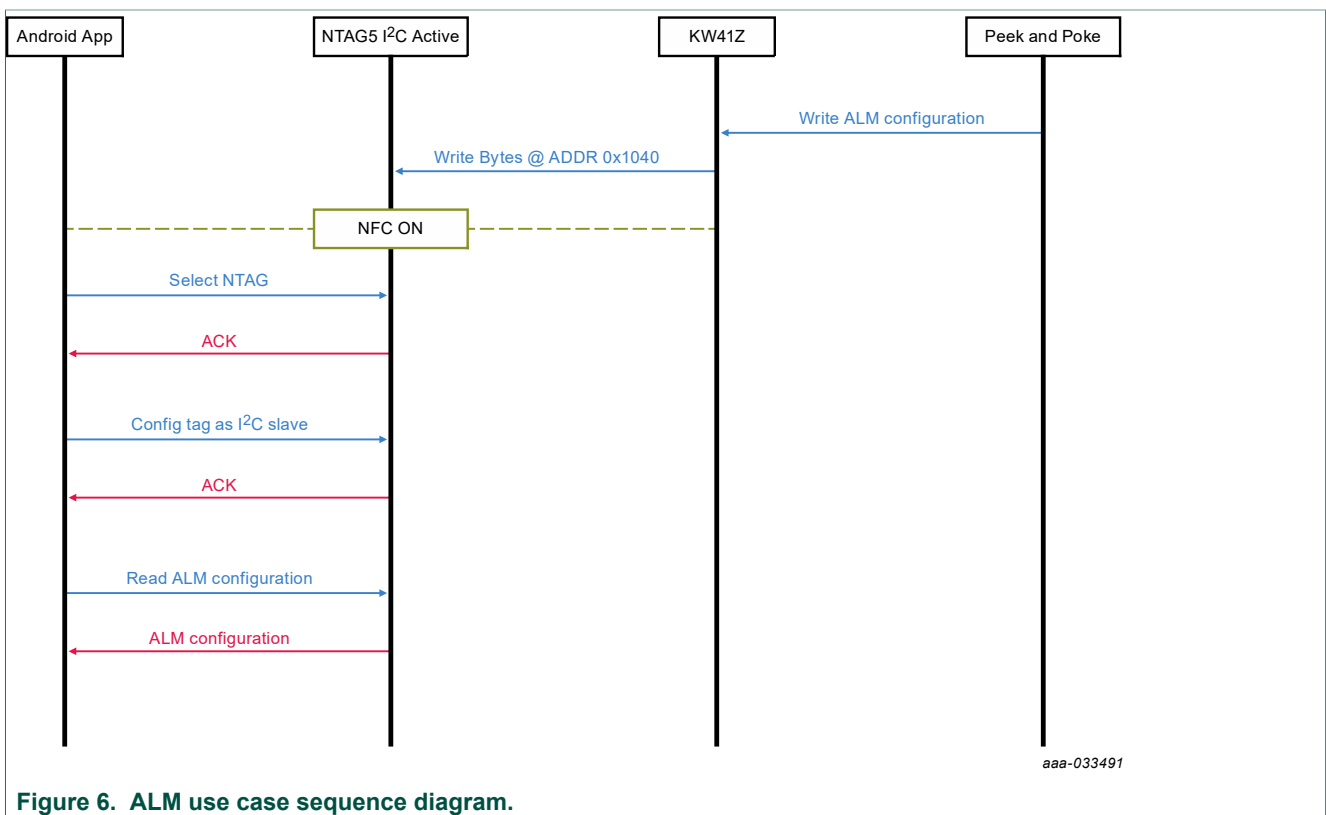 Android App
NTAG5 I²C Active
KW41Z
Peek and Poke
Write ALM configuration
Write Bytes @ ADDR 0x1040
NFC ON
Select NTAG
ACK
Config tag as I²C slave
ACK
Read ALM configuration
ALM configuration
aaa-033491
Figure 6. ALM use case sequence diagram.